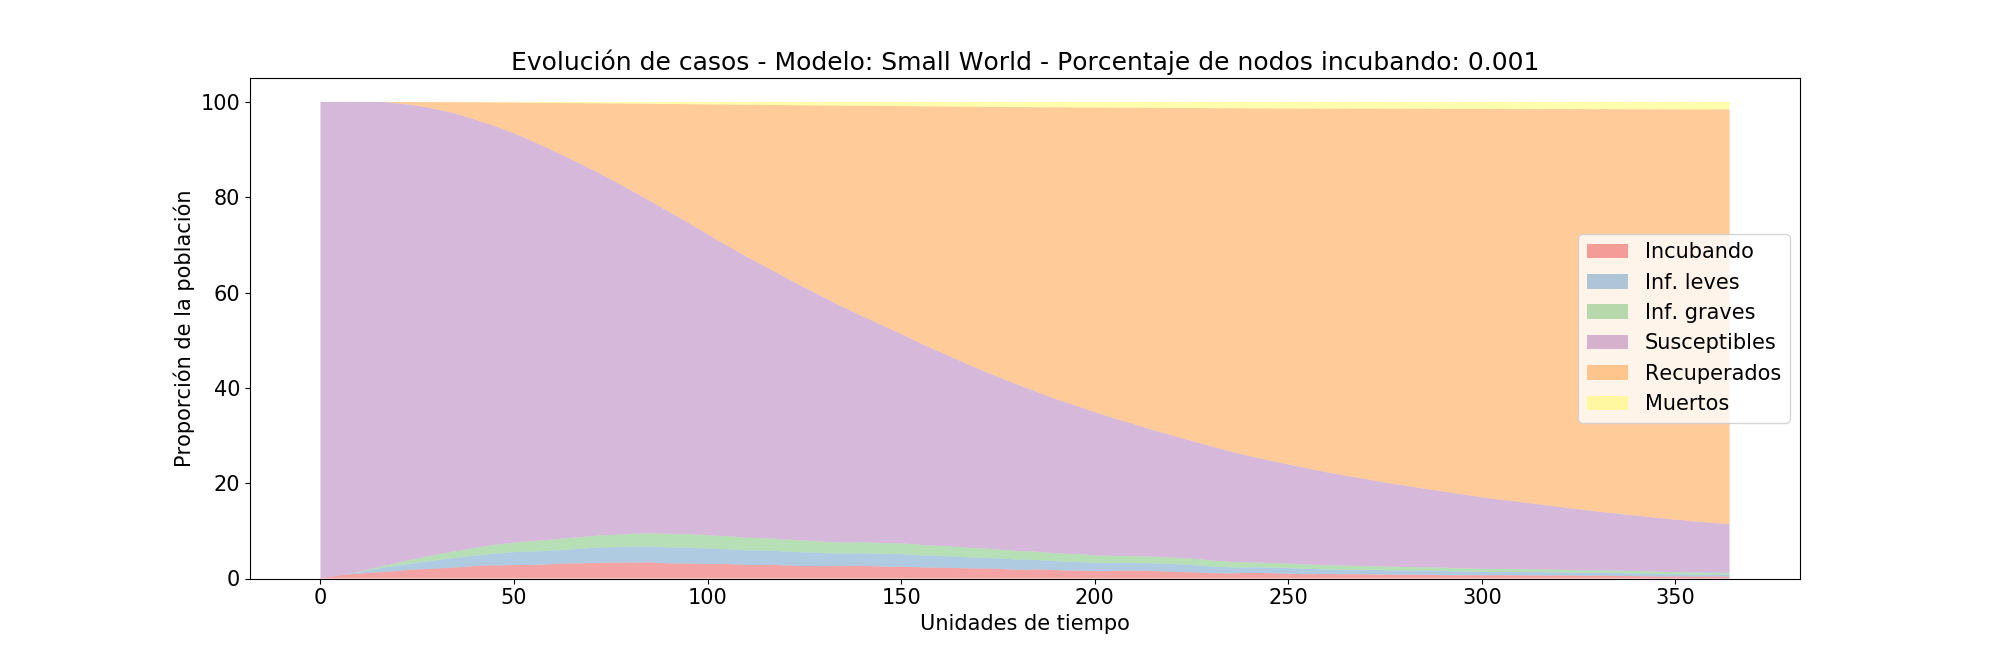 Evolución de casos - Modelo: Small World - Porcentaje de nodos incubando: 0.001
Proporción de la población
100
80
60
40
20
0
Incubando
Inf. leves
Inf. graves
Susceptibles
Recuperados
Muertos
0 50 100 150 200 250 300 350
Unidades de tiempo